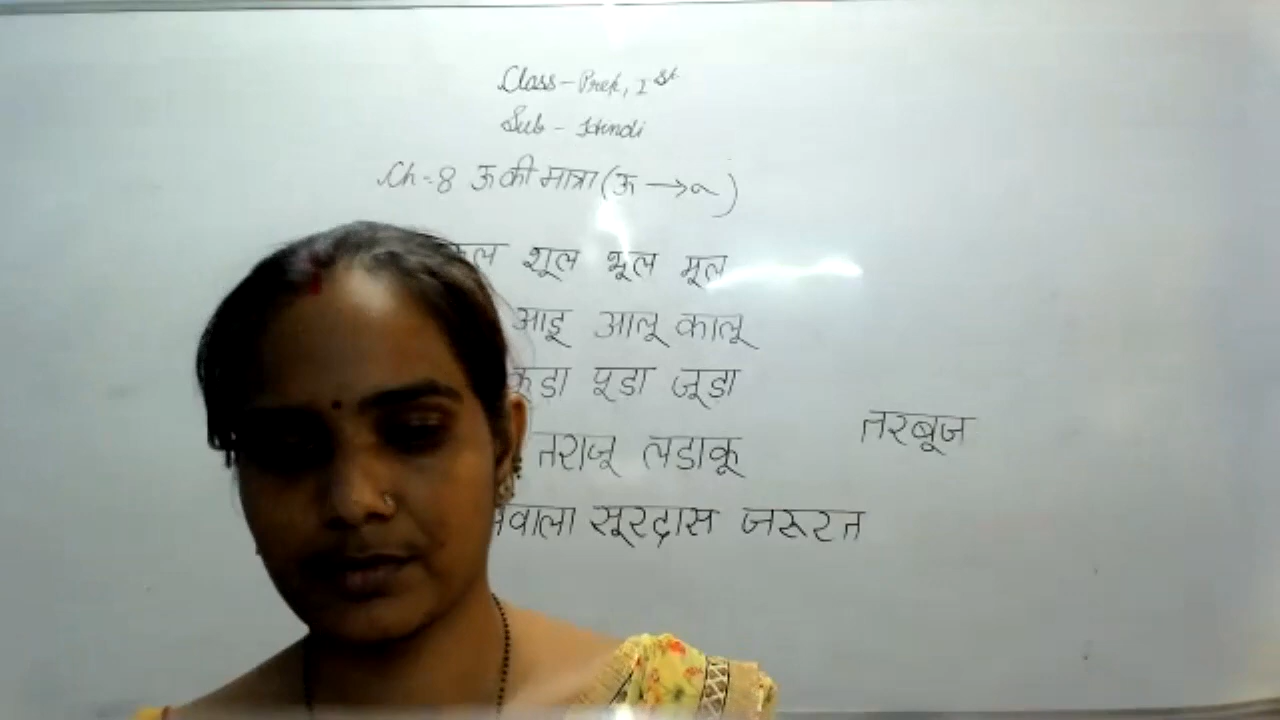 Class - Prep, 1st
Sub - Hindi
Ch - 8 ऊ की मात्रा (ऊ → ू)
शूल भूल मूल
आडू आलू कालू
कूडा पूडा जूडा
तरबूज
तराजू लडाकू
सूरदास जरूरत